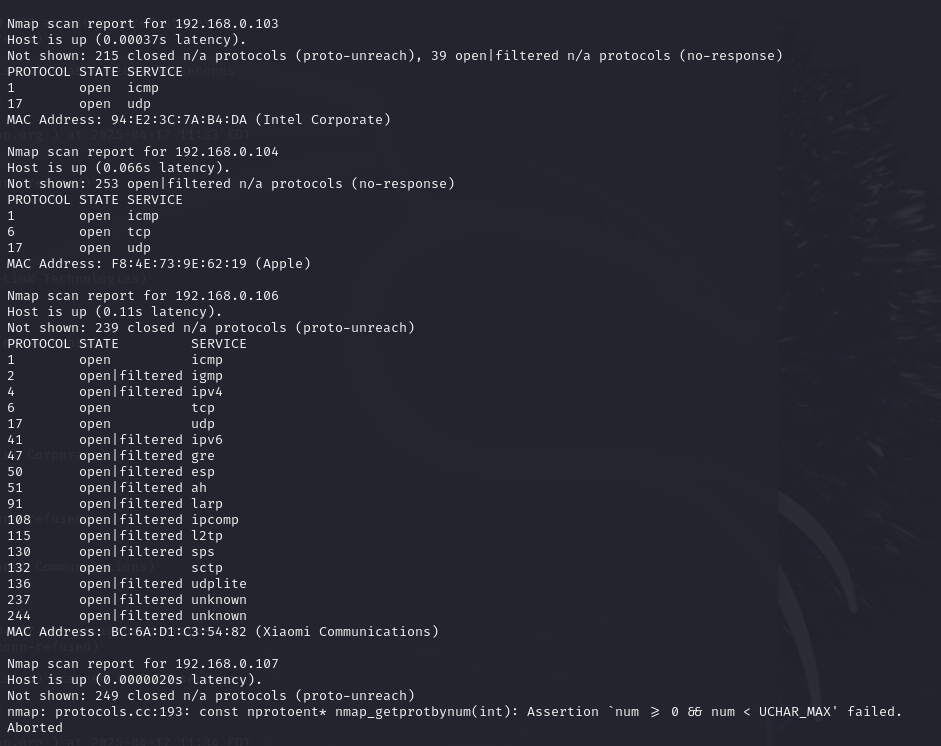 Nmap scan report for 192.168.0.103
Host is up (0.00037s latency).
Not shown: 215 closed n/a protocols (proto-unreach), 39 open|filtered n/a protocols (no-response)
PROTOCOL STATE SERVICE
1        open  icmp
17       open  udp
MAC Address: 94:E2:3C:7A:B4:DA (Intel Corporate)

Nmap scan report for 192.168.0.104
Host is up (0.066s latency).
Not shown: 253 open|filtered n/a protocols (no-response)
PROTOCOL STATE SERVICE
1        open  icmp
6        open  tcp
17       open  udp
MAC Address: F8:4E:73:9E:62:19 (Apple)

Nmap scan report for 192.168.0.106
Host is up (0.11s latency).
Not shown: 239 closed n/a protocols (proto-unreach)
PROTOCOL STATE         SERVICE
1        open          icmp
2        open|filtered igmp
4        open|filtered ipv4
6        open          tcp
17       open          udp
41       open|filtered ipv6
47       open|filtered gre
50       open|filtered esp
51       open|filtered ah
91       open|filtered larp
108      open|filtered ipcomp
115      open|filtered l2tp
130      open|filtered sps
132      open          sctp
136      open|filtered udplite
237      open|filtered unknown
244      open|filtered unknown
MAC Address: BC:6A:D1:C3:54:82 (Xiaomi Communications)

Nmap scan report for 192.168.0.107
Host is up (0.0000020s latency).
Not shown: 249 closed n/a protocols (proto-unreach)
nmap: protocols.cc:193: const nprotoent* nmap_getprotbynum(int): Assertion `num >= 0 && num < UCHAR_MAX' failed.
Aborted